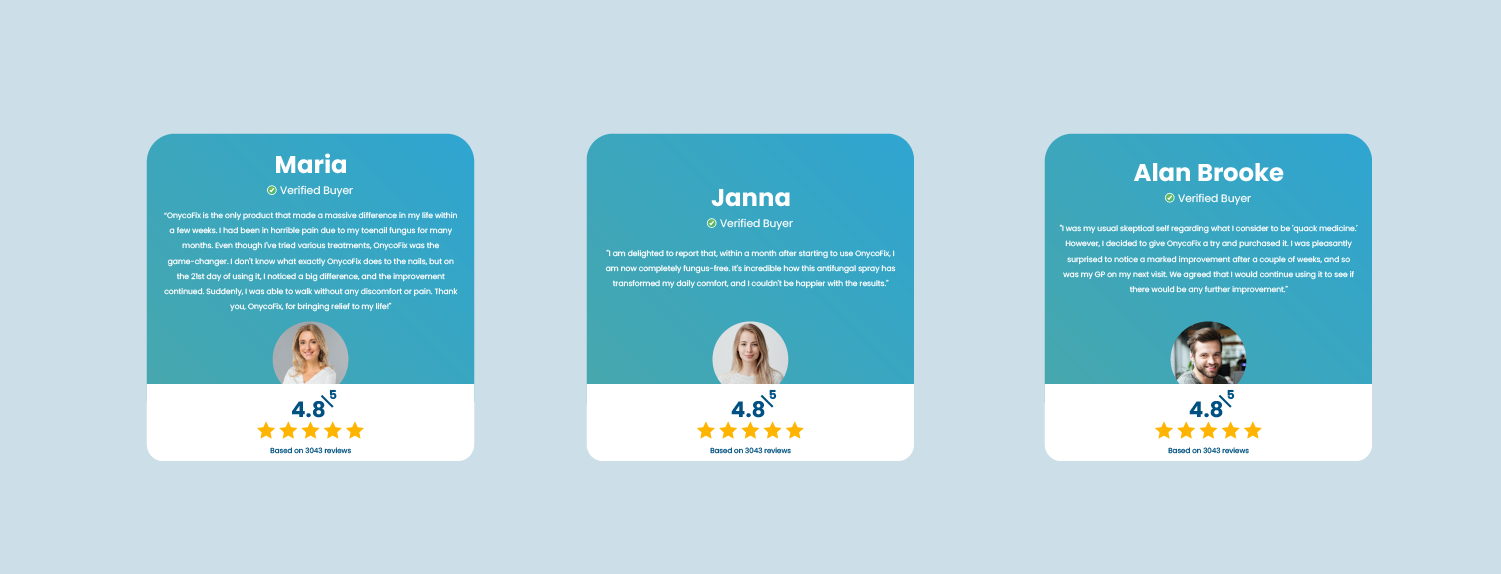 Maria
Verified Buyer
"OnycoFix is the only product that made a massive difference in my life within
a few weeks. I had been in horrible pain due to my toenail fungus for many
months. Even though I've tried various treatments, OnycoFix was the
game-changer. I don't know what exactly OnycoFix does to the nails, but on
the 21st day of using it, I noticed a big difference, and the improvement
continued. Suddenly, I was able to walk without any discomfort or pain. Thank
you, OnycoFix, for bringing relief to my life!"
4.8\5
Based on 3043 reviews
Janna
Verified Buyer
"I am delighted to report that, within a month after starting to use OnycoFix, I
am now completely fungus-free. It's incredible how this antifungal spray has
transformed my daily comfort, and I couldn't be happier with the results."
4.8\5
Based on 3043 reviews
Alan Brooke
Verified Buyer
"I was my usual skeptical self regarding what I consider to be 'quack medicine.'
However, I decided to give OnycoFix a try and purchased it. I was pleasantly
surprised to notice a marked improvement after a couple of weeks, and so
was my GP on my next visit. We agreed that I would continue using it to see if
there would be any further improvement."
4.8\5
Based on 3043 reviews